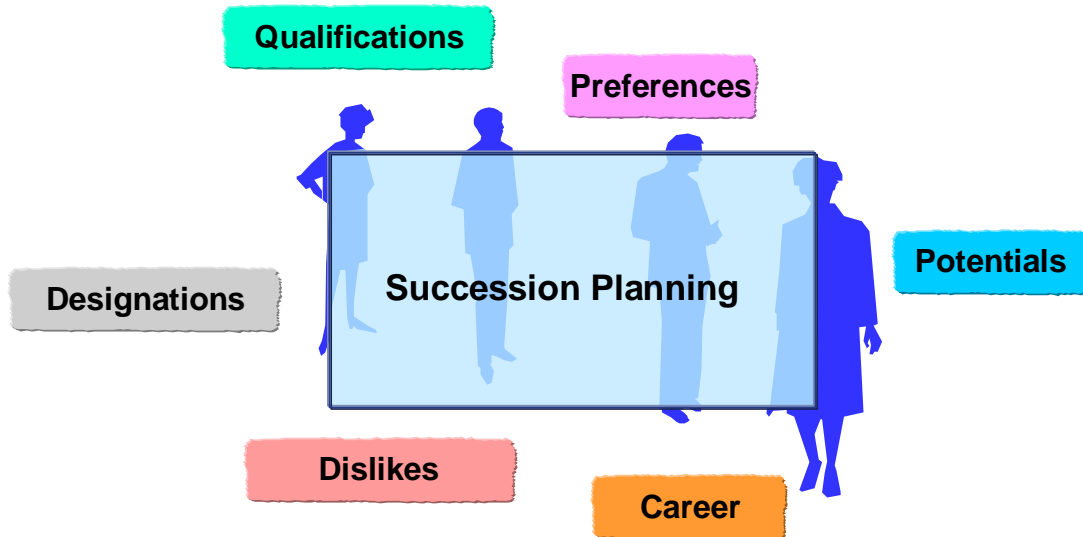 Qualifications
Preferences
Potentials
Designations
Succession Planning
Dislikes
Career